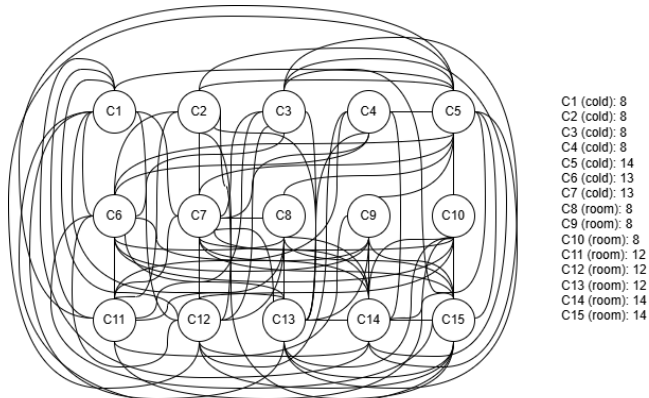 C1 C2 C3 C4 C5
C6 C7 C8 C9 C10
C11 C12 C13 C14 C15
C1 (cold): 8
C2 (cold): 8
C3 (cold): 8
C4 (cold): 8
C5 (cold): 14
C6 (cold): 13
C7 (cold): 13
C8 (room): 8
C9 (room): 8
C10 (room): 8
C11 (room): 12
C12 (room): 12
C13 (room): 12
C14 (room): 14
C15 (room): 14